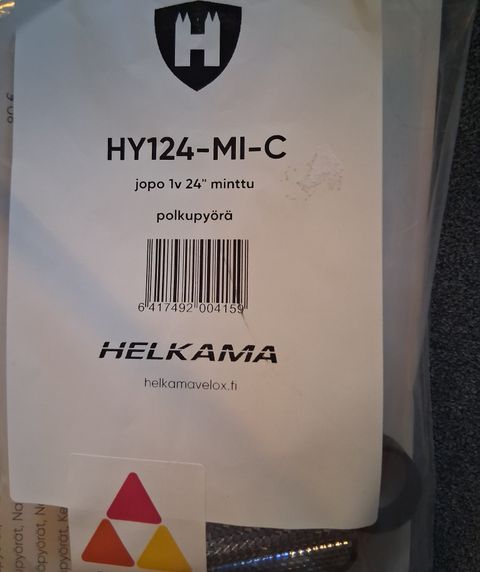 H
HY124-MI-C
jopo 1v 24" minttu
polkupyörä
6 417492 004159
HELKAMA
helkamavelox.fi